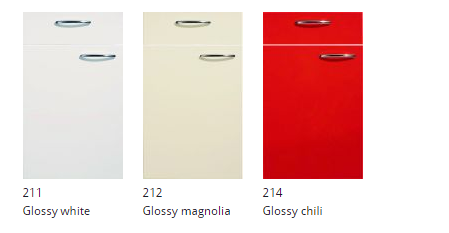 211
Glossy white
212
Glossy magnolia
214
Glossy chili